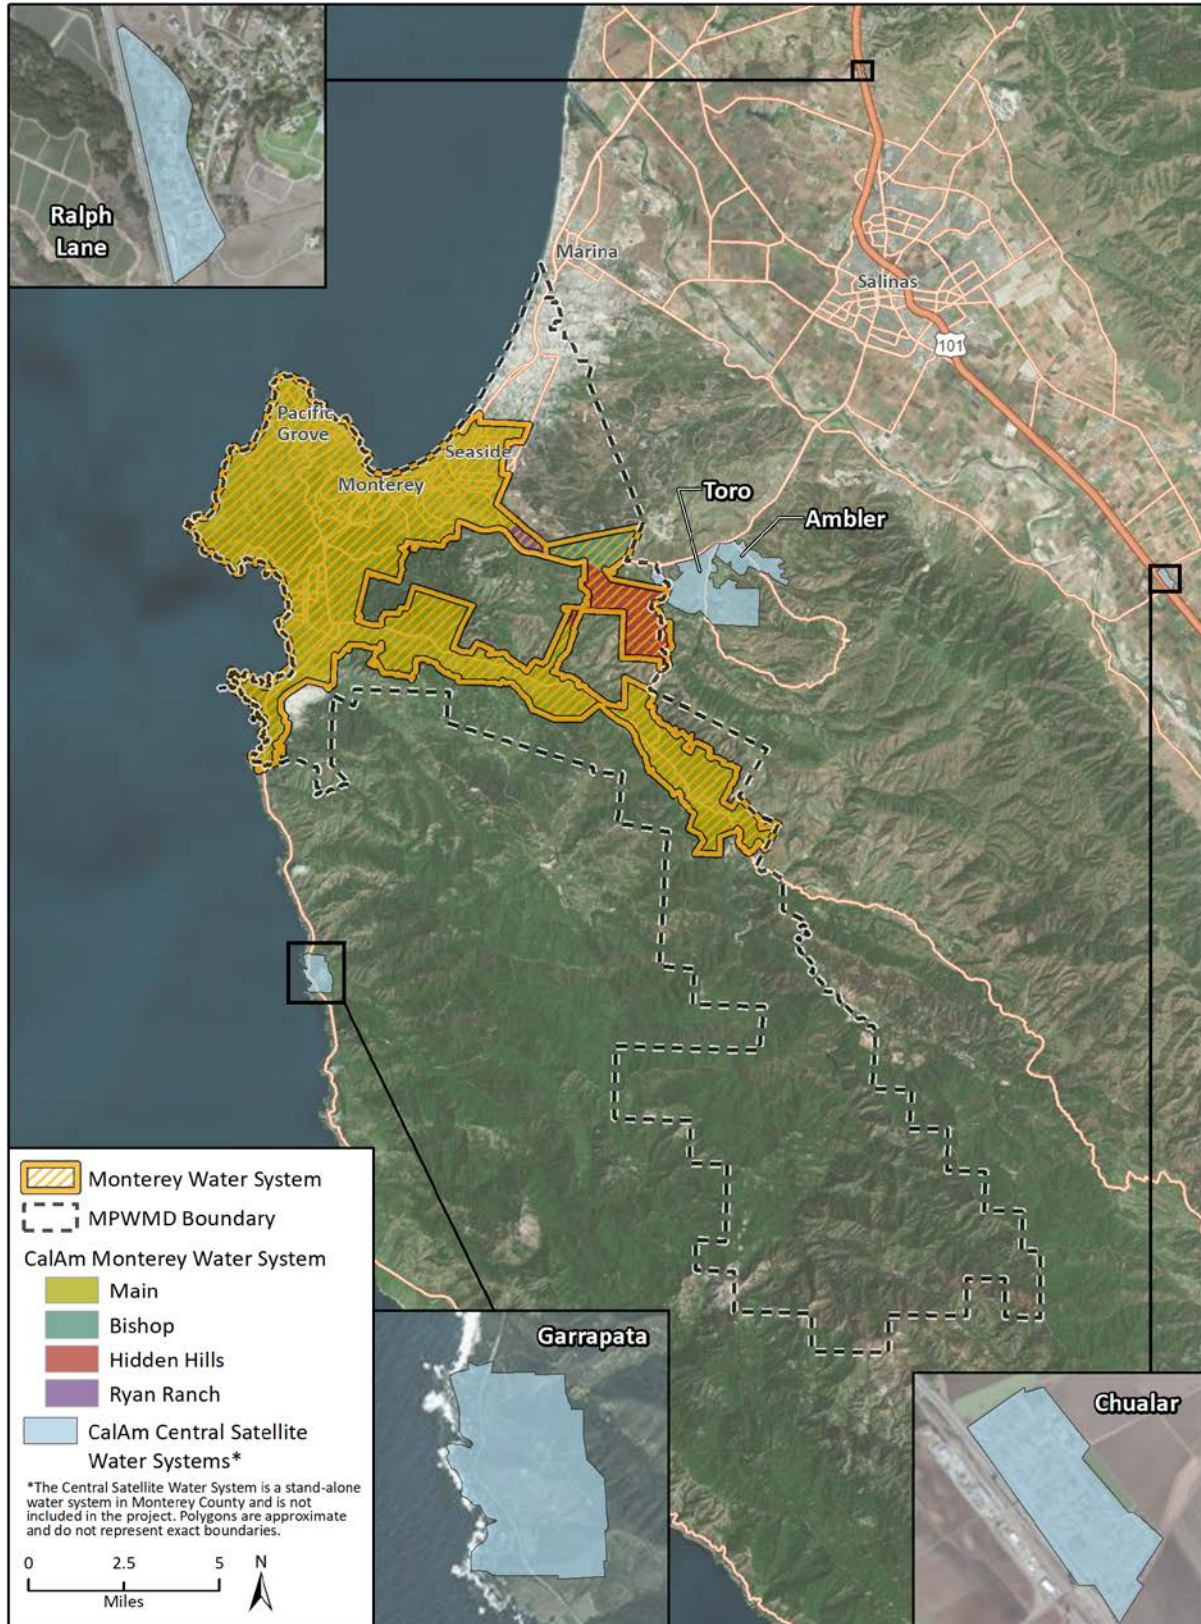 Ralph
Lane
Marina
Salinas
101
Pacific
Grove
Seaside
Monterey
Toro
Ambler
Monterey Water System
MPWMD Boundary
CalAm Monterey Water System
Main
Bishop
Hidden Hills
Ryan Ranch
CalAm Central Satellite
Water Systems*
*The Central Satellite Water System is a stand-alone
water system in Monterey County and is not
included in the project. Polygons are approximate
and do not represent exact boundaries.
0 2.5 5
Miles
N
Garrapata
Chualar